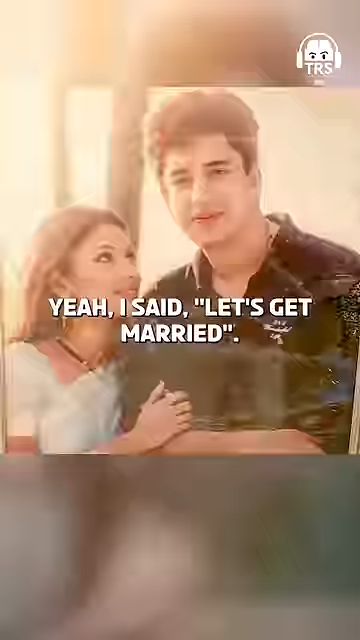 TRS
YEAH, I SAID, "LET'S GET
MARRIED".